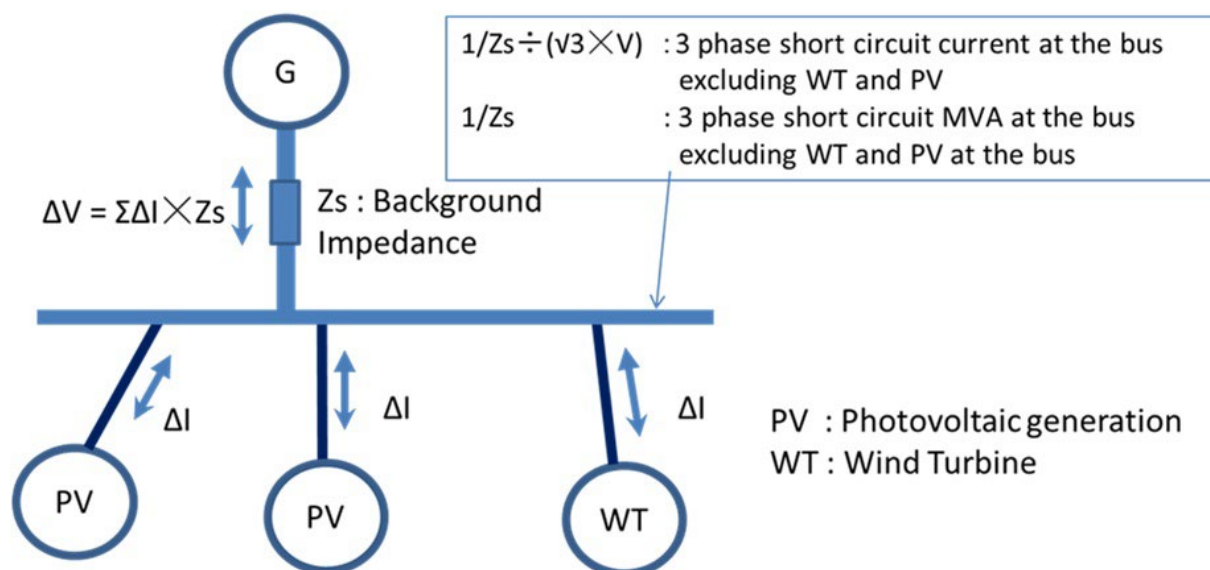 G
1/Zs÷(√3×V) : 3 phase short circuit current at the bus
excluding WT and PV
1/Zs : 3 phase short circuit MVA at the bus
excluding WT and PV at the bus
ΔV = ΣΔI×Zs
Zs : Background
Impedance
ΔI
ΔI
ΔI
PV : Photovoltaic generation
WT : Wind Turbine
PV
PV
WT